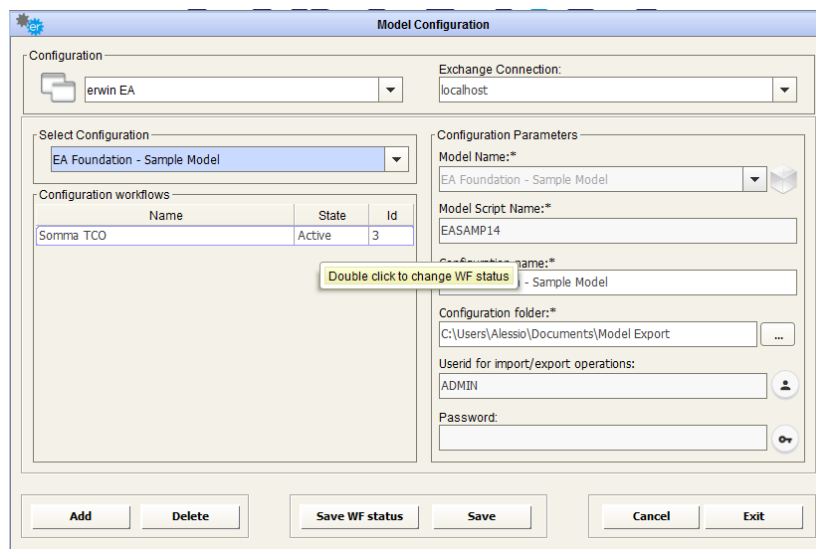 er
Model Configuration
Configuration
erwin EA
Exchange Connection:
localhost
Select Configuration
EA Foundation - Sample Model
Configuration workflows
Name State Id
Somma TCO Active 3
Double click to change WF status
Configuration Parameters
Model Name:*
EA Foundation - Sample Model
Model Script Name:*
EASAMP14
name:*
- Sample Model
Configuration folder:*
C:\Users\Alessio\Documents\Model Export
...
Userid for import/export operations:
ADMIN
Password:
Add Delete Save WF status Save Cancel Exit